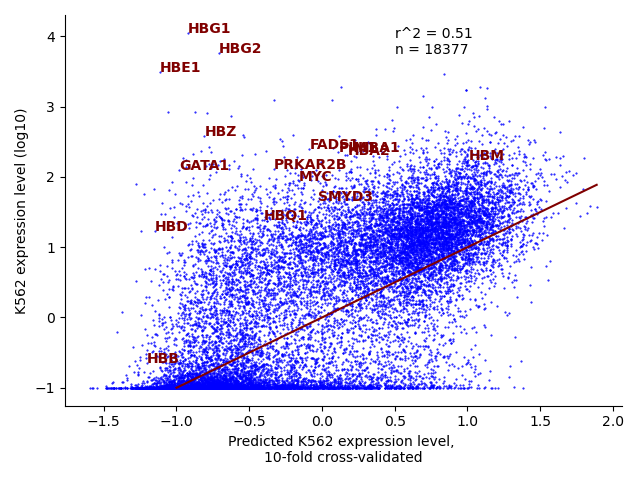 HBG1
r^2 = 0.51
n = 18377
HBG2
HBE1
HBZ
FADS1
HBA1
HBA2
HBM
GATA1
PRKAR2B
MYC
SMYD3
HBQ1
HBD
HBB
4
3
2
1
0
−1
K562 expression level (log10)
−1.5 −1.0 −0.5 0.0 0.5 1.0 1.5 2.0
Predicted K562 expression level,
10-fold cross-validated